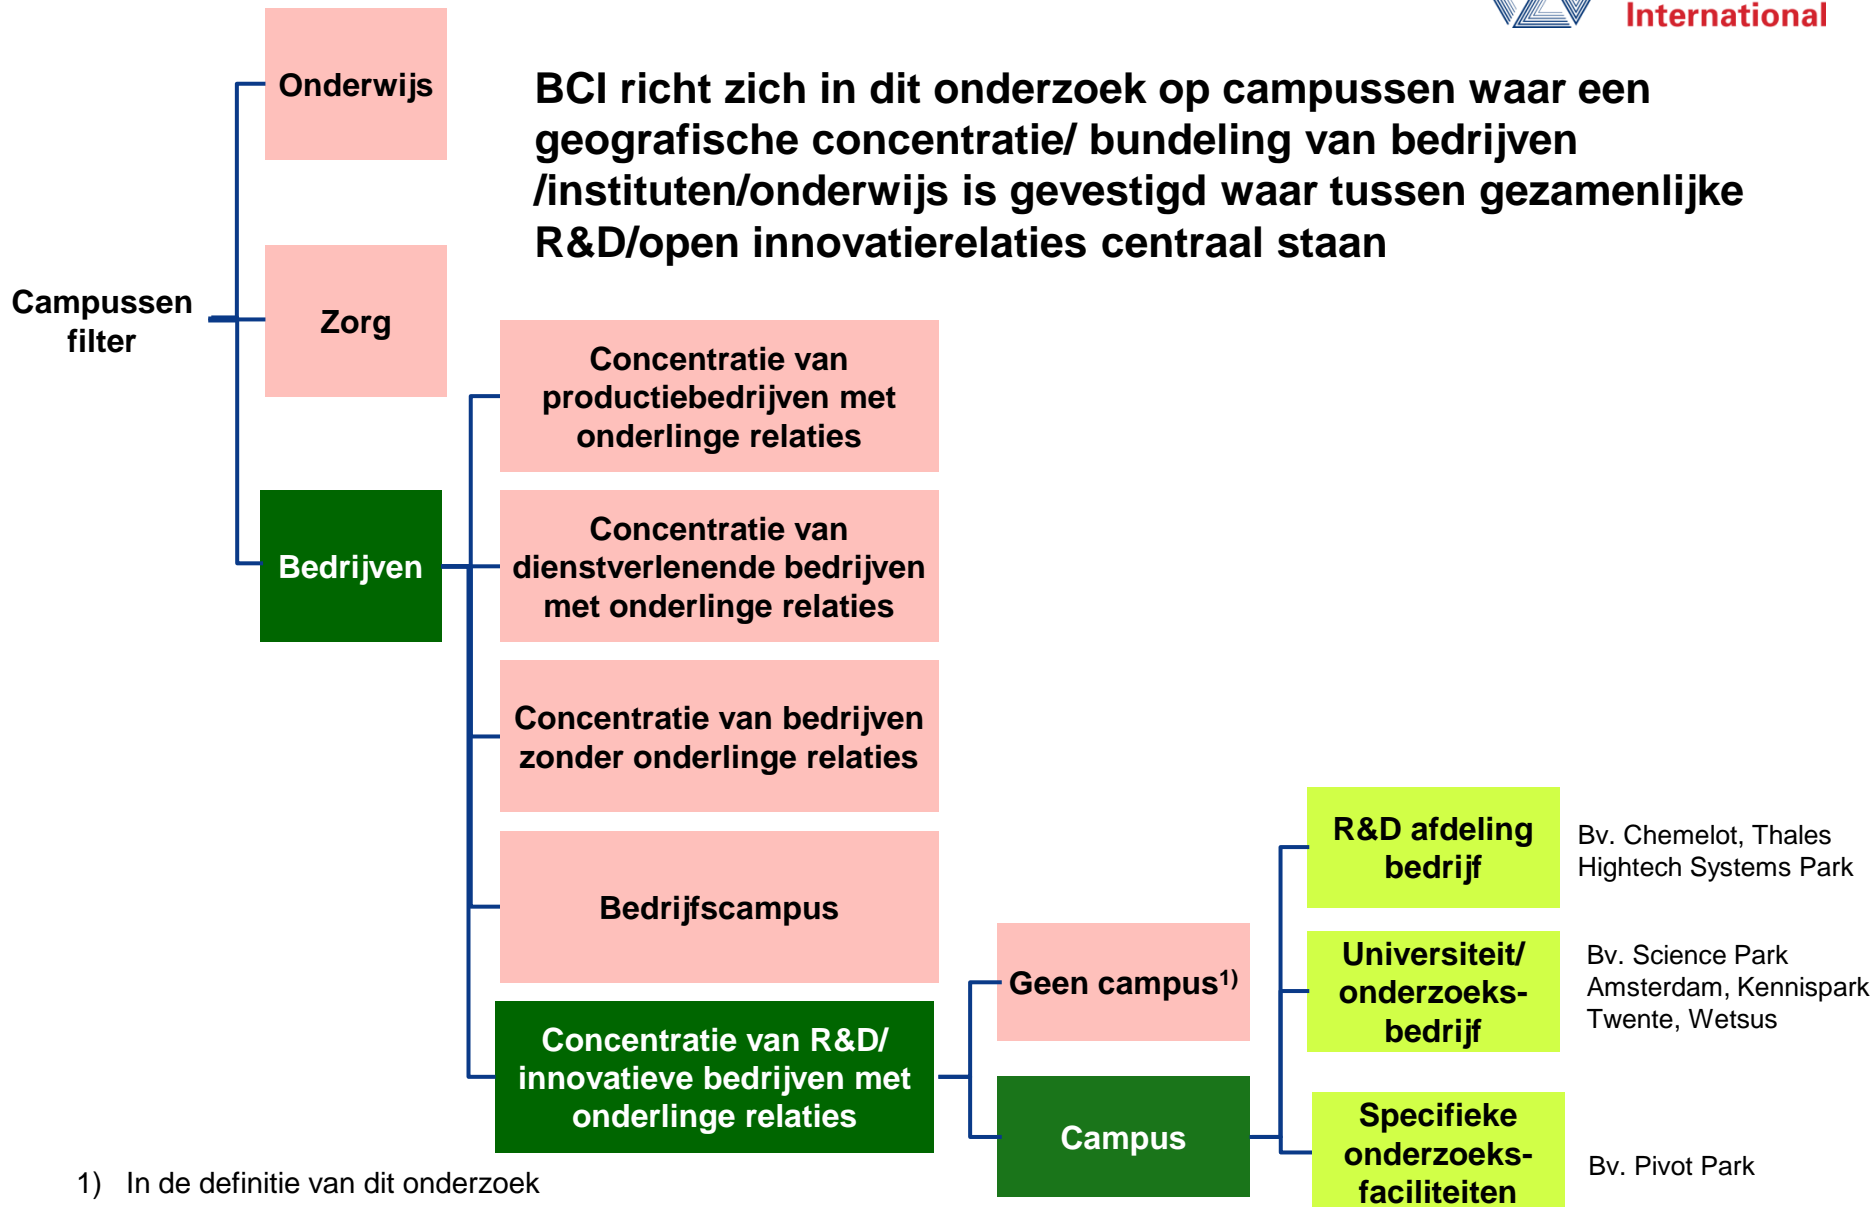 International
BCI richt zich in dit onderzoek op campussen waar een
geografische concentratie/ bundeling van bedrijven
/instituten/onderwijs is gevestigd waar tussen gezamenlijke
R&D/open innovatierelaties centraal staan
Campussen
filter
Onderwijs
Zorg
Bedrijven
Concentratie van
productiebedrijven met
onderlinge relaties
Concentratie van
dienstverlenende bedrijven
met onderlinge relaties
Concentratie van bedrijven
zonder onderlinge relaties
Bedrijfscampus
Concentratie van R&D/
innovatieve bedrijven met
onderlinge relaties
Geen campus1)
Campus
R&D afdeling
bedrijf
Bv. Chemelot, Thales
Hightech Systems Park
Universiteit/
onderzoeks-
bedrijf
Bv. Science Park
Amsterdam, Kennispark
Twente, Wetsus
Specifieke
onderzoeks-
faciliteiten
Bv. Pivot Park
1) In de definitie van dit onderzoek